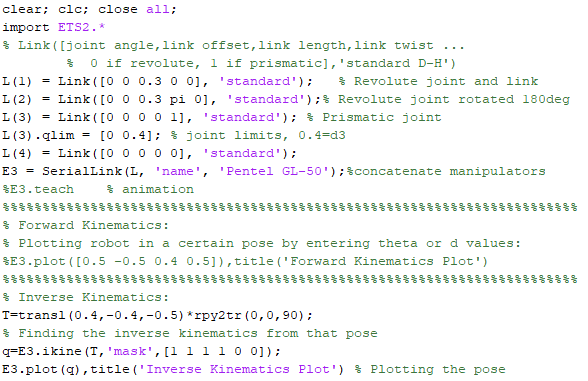 clear; clc; close all;
import ETS2.*
% Link([joint angle,link offset,link length,link twist ...
% 0 if revolute, 1 if prismatic],'standard D-H')
L(1) = Link([0 0 0.3 0 0], 'standard'); % Revolute joint and link
L(2) = Link([0 0 0.3 pi 0], 'standard');% Revolute joint rotated 180deg
L(3) = Link([0 0 0 0 1], 'standard'); % Prismatic joint
L(3).qlim = [0 0.4]; % joint limits, 0.4=d3
L(4) = Link([0 0 0 0 0], 'standard');
E3 = SerialLink(L, 'name', 'Pentel GL-50');%concatenate manipulators
%E3.teach % animation
%%%%%%%%%%%%%%%%%%%%%%%%%%%%%%%%%%%%%%%%%%%%%%%%%%%%%%%%%%%%%%%%%%%%%%%%
% Forward Kinematics:
% Plotting robot in a certain pose by entering theta or d values:
%E3.plot([0.5 -0.5 0.4 0.5]),title('Forward Kinematics Plot')
%%%%%%%%%%%%%%%%%%%%%%%%%%%%%%%%%%%%%%%%%%%%%%%%%%%%%%%%%%%%%%%%%%%%%%%%
% Inverse Kinematics:
T=transl(0.4,-0.4,-0.5)*rpy2tr(0,0,90);
% Finding the inverse kinematics from that pose
q=E3.ikine(T,'mask',[1 1 1 1 0 0]);
E3.plot(q),title('Inverse Kinematics Plot') % Plotting the pose